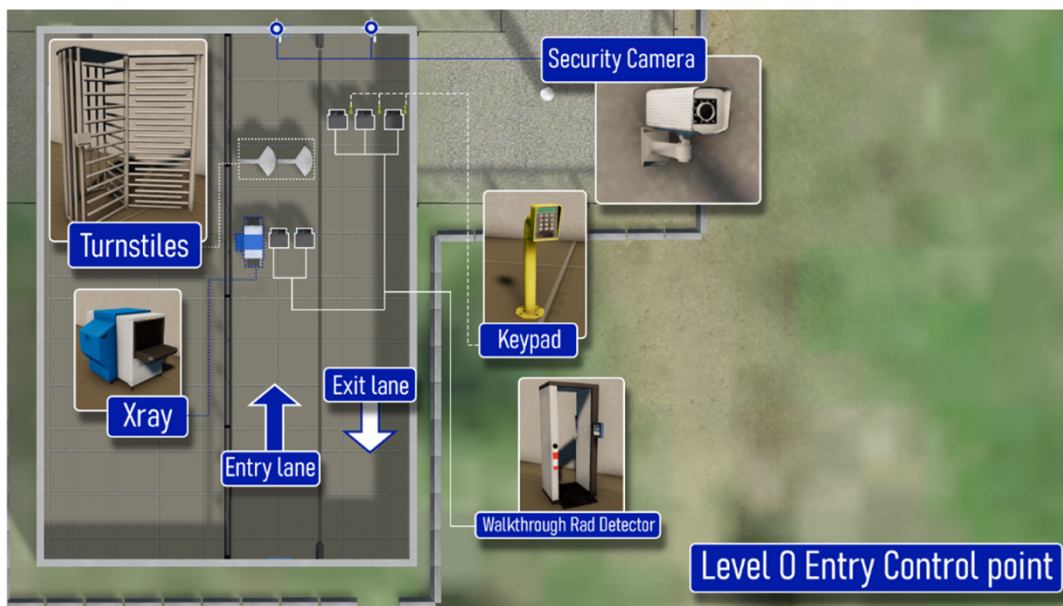 Security Camera
Turnstiles
Keypad
Xray
Exit lane
Entry lane
Walkthrough Rad Detector
Level 0 Entry Control point